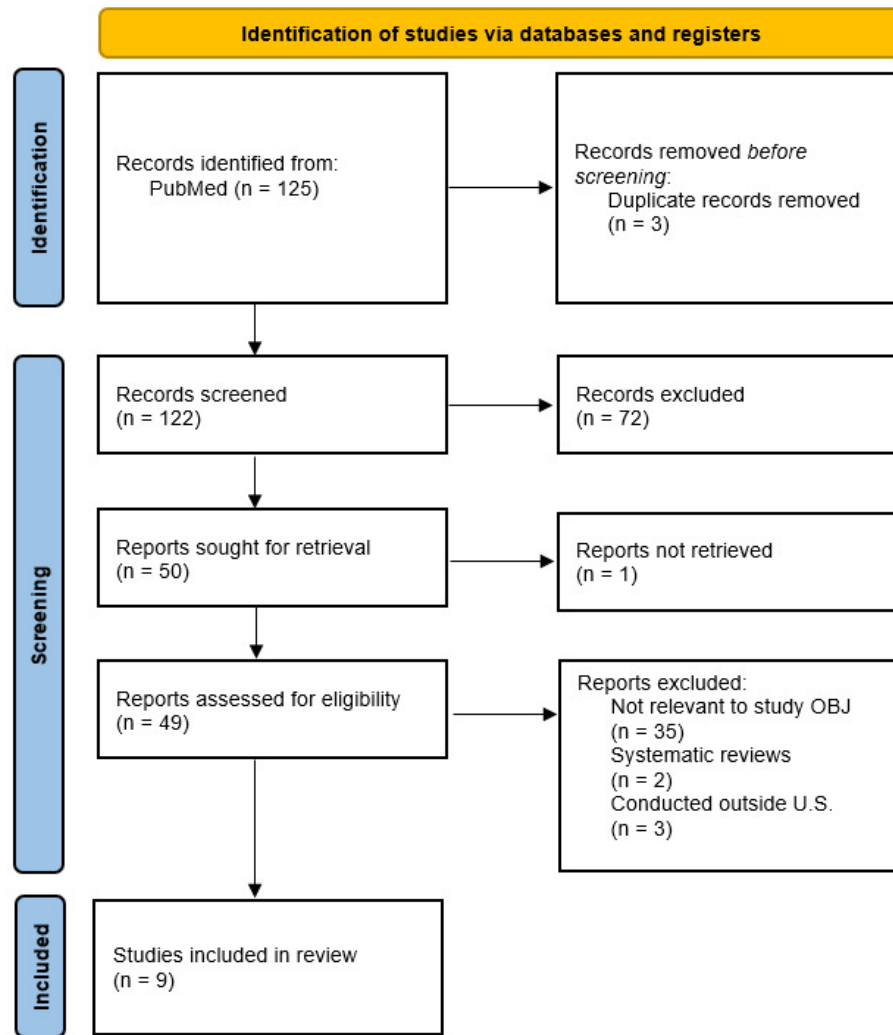 Identification of studies via databases and registers
Identification
Records identified from:
PubMed (n = 125)
Records removed before
screening:
Duplicate records removed
(n = 3)
Screening
Records screened
(n = 122)
Records excluded
(n = 72)
Reports sought for retrieval
(n = 50)
Reports not retrieved
(n = 1)
Reports assessed for eligibility
(n = 49)
Reports excluded:
Not relevant to study OBJ
(n = 35)
Systematic reviews
(n = 2)
Conducted outside U.S.
(n = 3)
Included
Studies included in review
(n = 9)